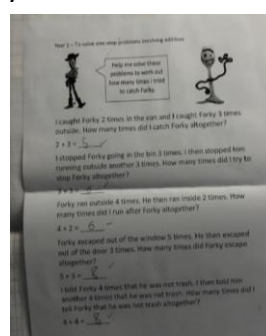 Year 1 – To solve one-step problems involving addition
Help me solve these
problems to work out
how many times I tried
to catch Forky.
I caught Forky 2 times in the van and I caught Forky 3 times
outside. How many times did I catch Forky altogether?
2 + 3 = 5
I stopped Forky going in the bin 3 times. I then stopped him
running outside another 3 times. How many times did I try to
stop Forky altogether?
3 + 3 =
Forky ran outside 4 times. He then ran inside 2 times. How
many times did I run after Forky altogether?
4 + 2 = 6
Forky escaped out of the window 5 times. He then escaped
out of the door 3 times. How many times did Forky escape
altogether?
5 + 3 = 8
I told Forky 4 times that he was not trash. I then told him
another 4 times that he was not trash. How many times did I
tell Forky that he was not trash altogether?
4 + 4 = 8